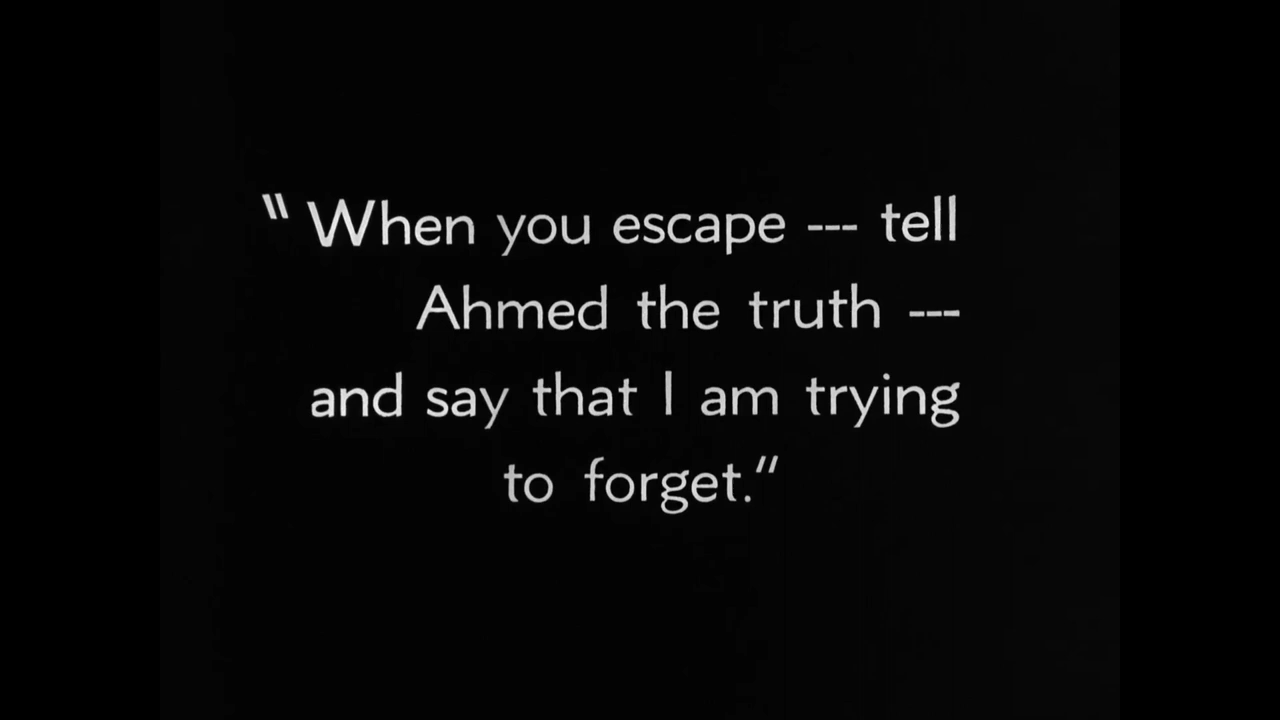 " When you escape --- tell
Ahmed the truth ---
and say that I am trying
to forget."